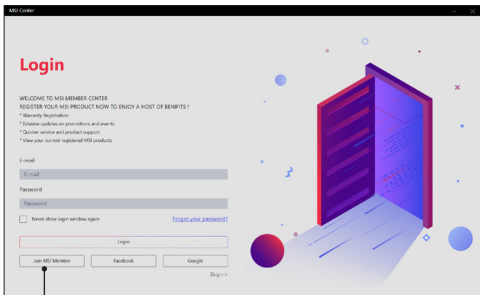 MSI Center
Login
WELCOME TO MSI MEMBER CENTER
REGISTER YOUR MSI PRODUCT NOW TO ENJOY A HOST OF BENIFITS !
* Warranty Registration
* Exlusive updates on promotions and events
* Quicker service and product support
* View your current registered MSI products
E-mail
E-mail
Password
Password
Never show login window again
Forgot your password?
Login
Join MSI Member
Facebook
Google
Skip>>